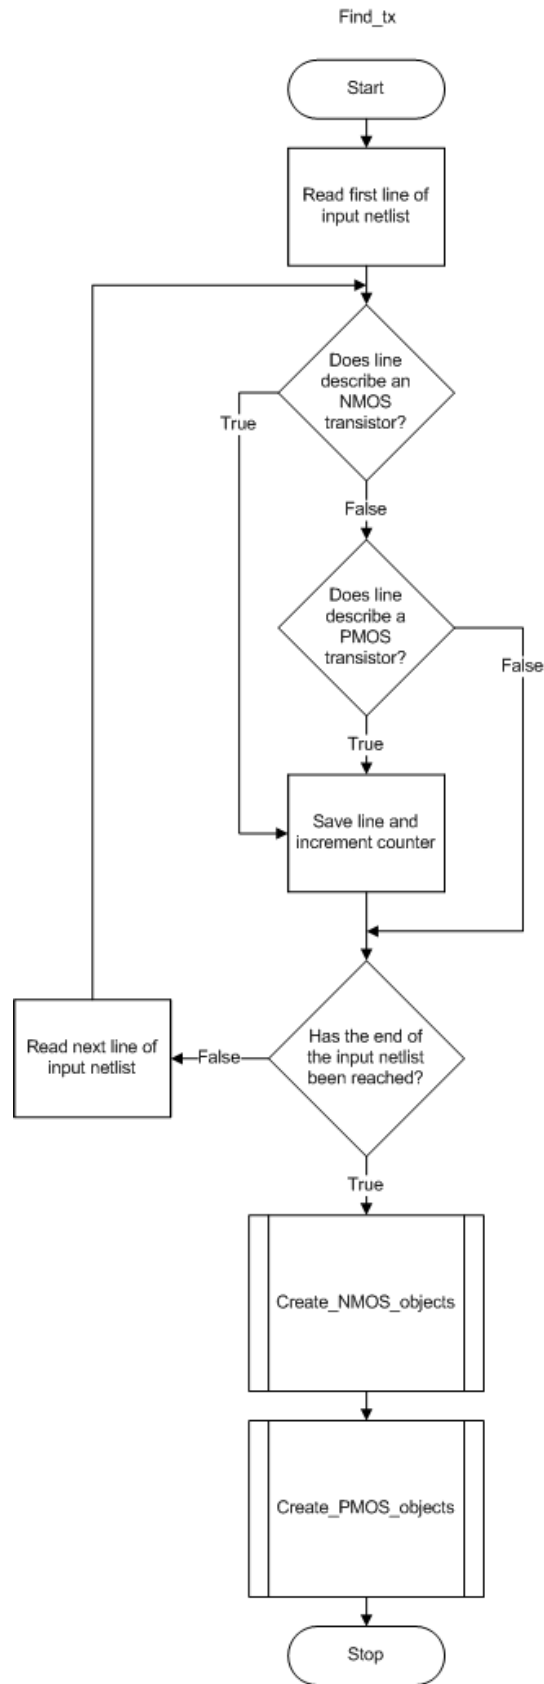 Find_tx
Start
Read first line of
input netlist
Does line
describe an
NMOS
transistor?
True
False
Does line
describe a
PMOS
transistor?
False
True
Save line and
increment counter
Has the end of
the input netlist
been reached?
False
Read next line of
input netlist
True
Create_NMOS_objects
Create_PMOS_objects
Stop